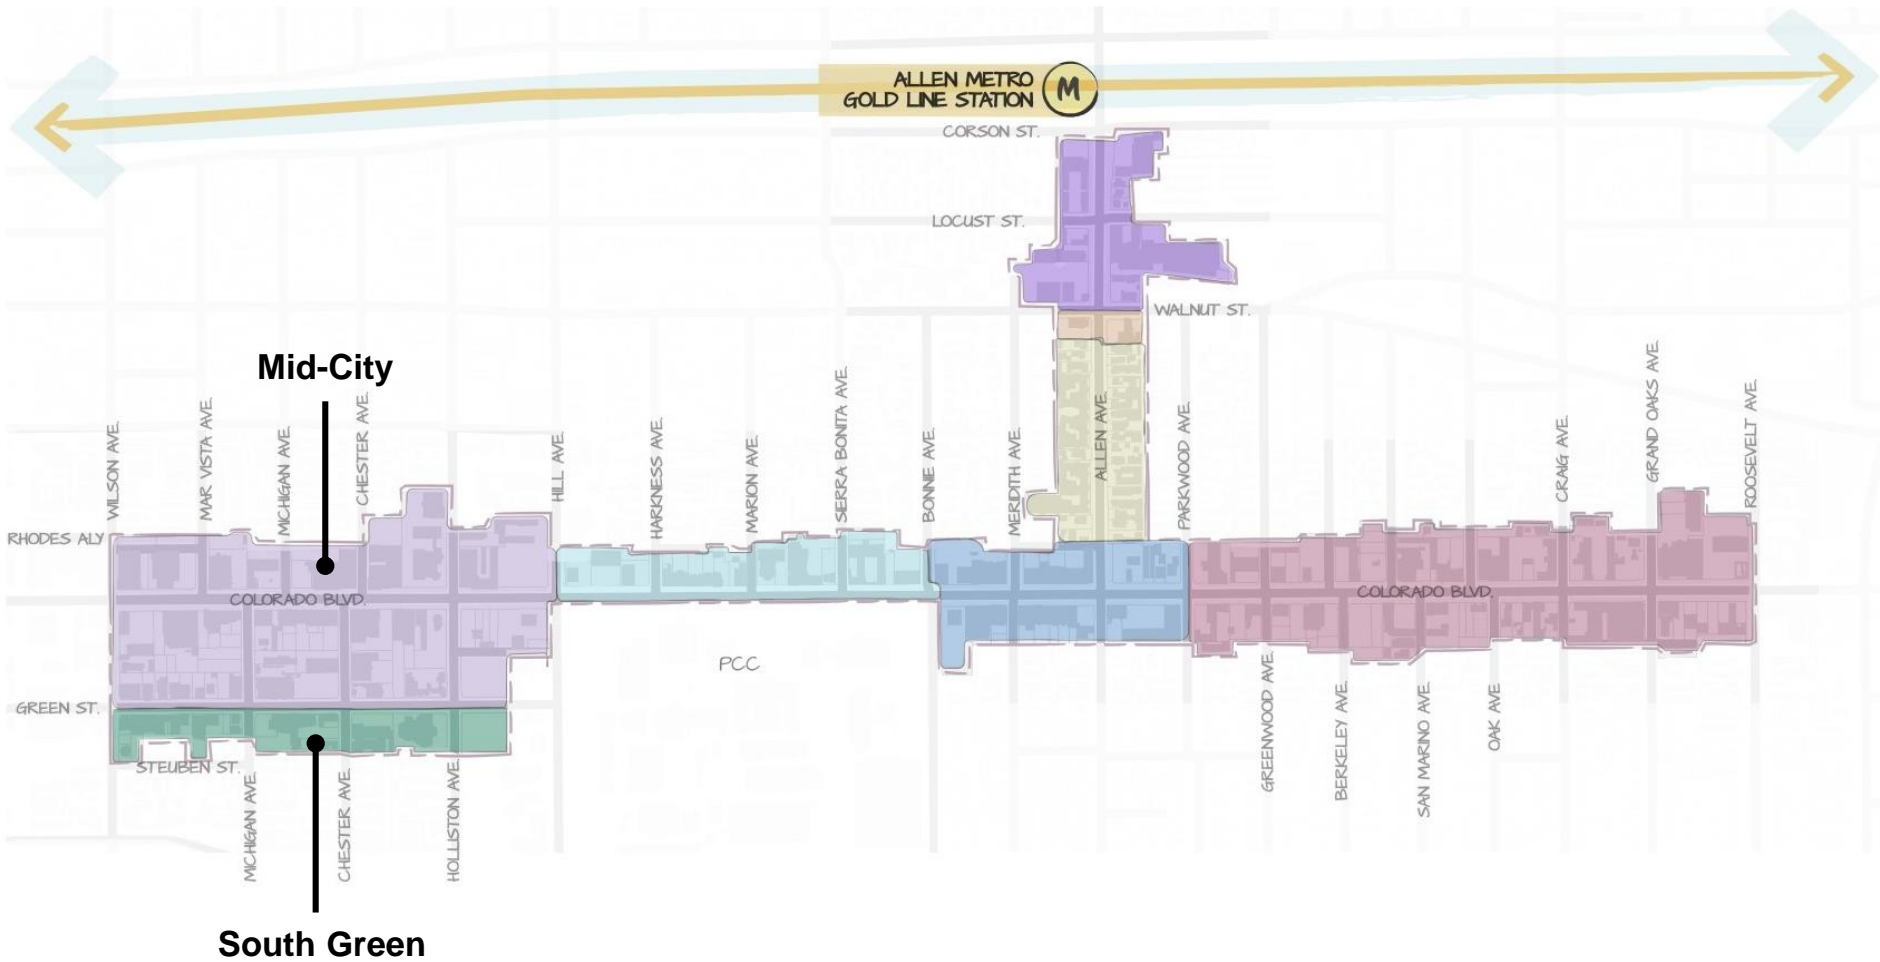 ALLEN METRO
GOLD LINE STATION
M
CORSON ST.
LOCUST ST.
WALNUT ST.
Mid-City
WILSON AVE.
MAR VISTA AVE.
MICHIGAN AVE.
CHESTER AVE.
HILL AVE.
HARKNESS AVE.
MARION AVE.
SIERRA BONITA AVE.
BONNIE AVE.
MERIDITH AVE.
ALLEN AVE.
PARKWOOD AVE.
CRAIG AVE.
GRAND OAKS AVE.
ROOSEVELT AVE.
RHODES ALY
COLORADO BLVD.
COLORADO BLVD.
PCC
GREEN ST.
STEUBEN ST.
MICHIGAN AVE.
CHESTER AVE.
HOLLISTON AVE.
GREENWOOD AVE.
BERKELEY AVE.
SAN MARINO AVE.
OAK AVE
South Green